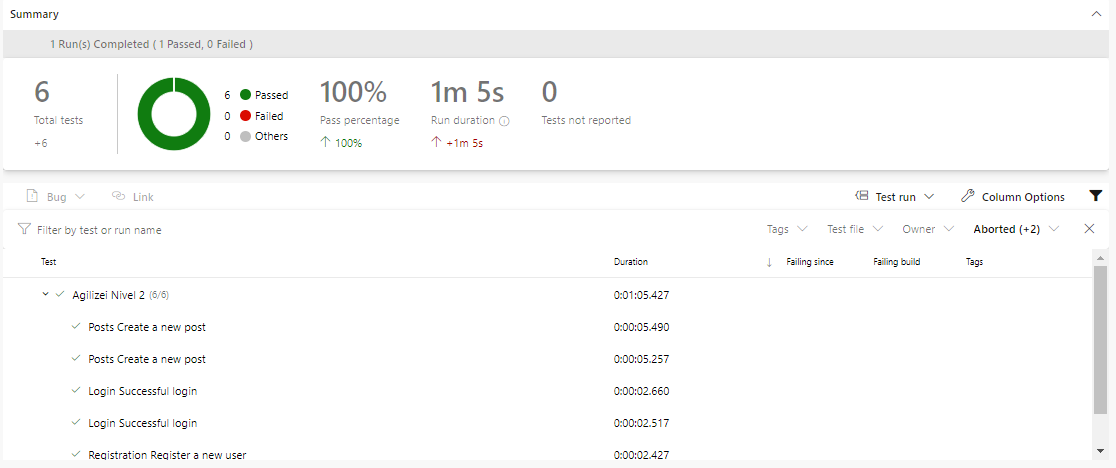 Summary
1 Run(s) Completed ( 1 Passed, 0 Failed )
6
Total tests
+6
6 Passed
0 Failed
0 Others
100%
Pass percentage
100%
1m 5s
Run duration
+1m 5s
0
Tests not reported
Bug Link Test run Column Options
Filter by test or run name Tags Test file Owner Aborted (+2)
Test Duration Failing since Failing build Tags
Agilizei Nivel 2 (6/6) 0:01:05.427
Posts Create a new post 0:00:05.490
Posts Create a new post 0:00:05.257
Login Successful login 0:00:02.660
Login Successful login 0:00:02.517
Registration Register a new user 0:00:02.427